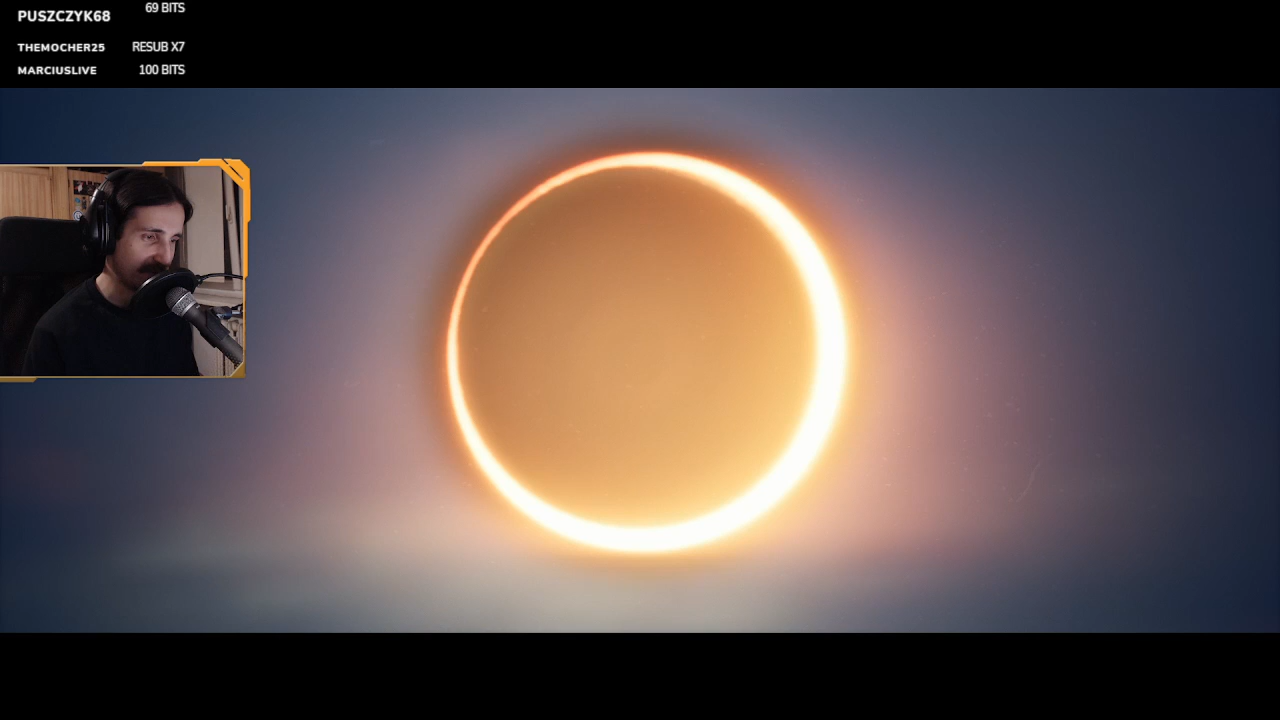 PUSZCZYK68 69 BITS
THEMOCHER25 RESUB X7
MARCIUSLIVE 100 BITS